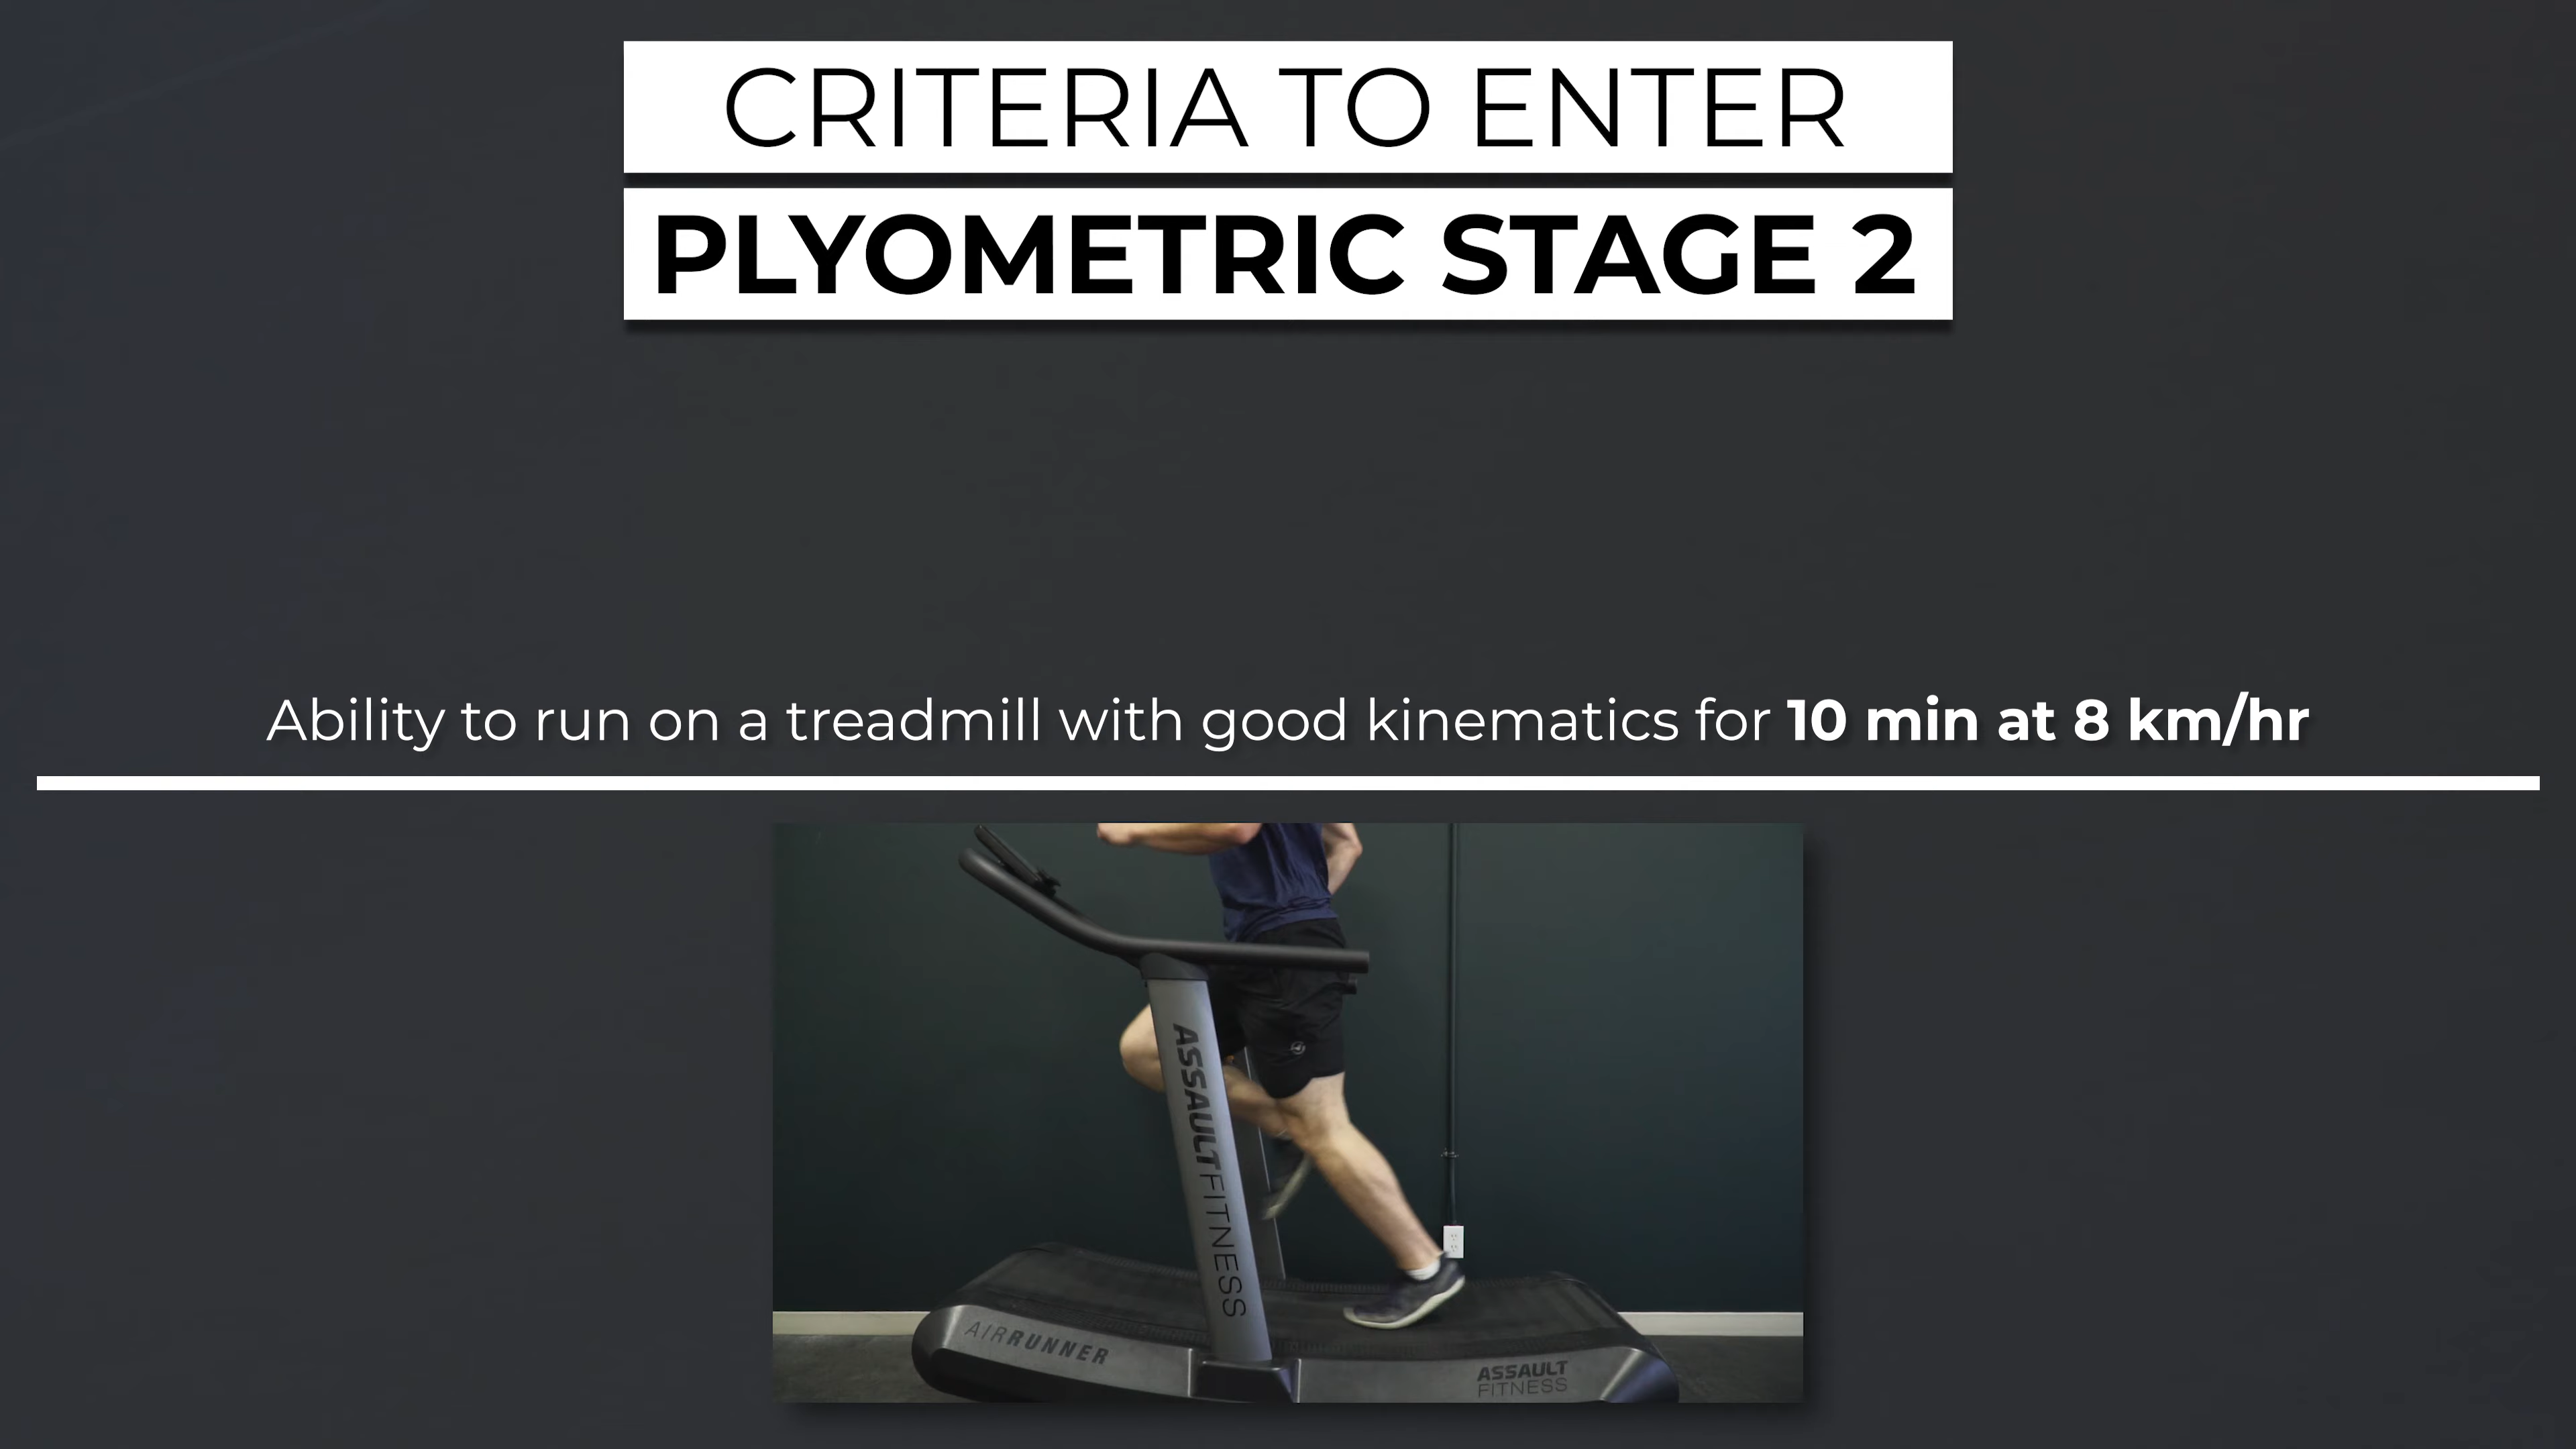 CRITERIA TO ENTER
PLYOMETRIC STAGE 2
Ability to run on a treadmill with good kinematics for 10 min at 8 km/hr
ASSAULTFITNESS
AIRRUNNER
ASSAULT
FITNESS